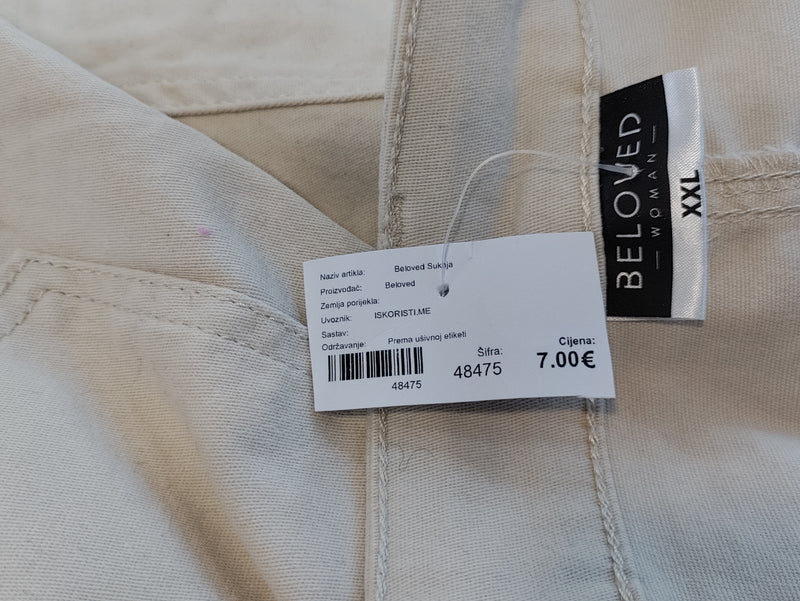 BELOVED
— WOMAN —
XXL
Naziv artikla: Beloved Suknja
Proizvođač: Beloved
Zemlja porijekla:
Uvoznik: ISKORISTI.ME
Sastav:
Održavanje: Prema ušivnoj etiketi
48475
Šifra:
48475
Cijena:
7.00€